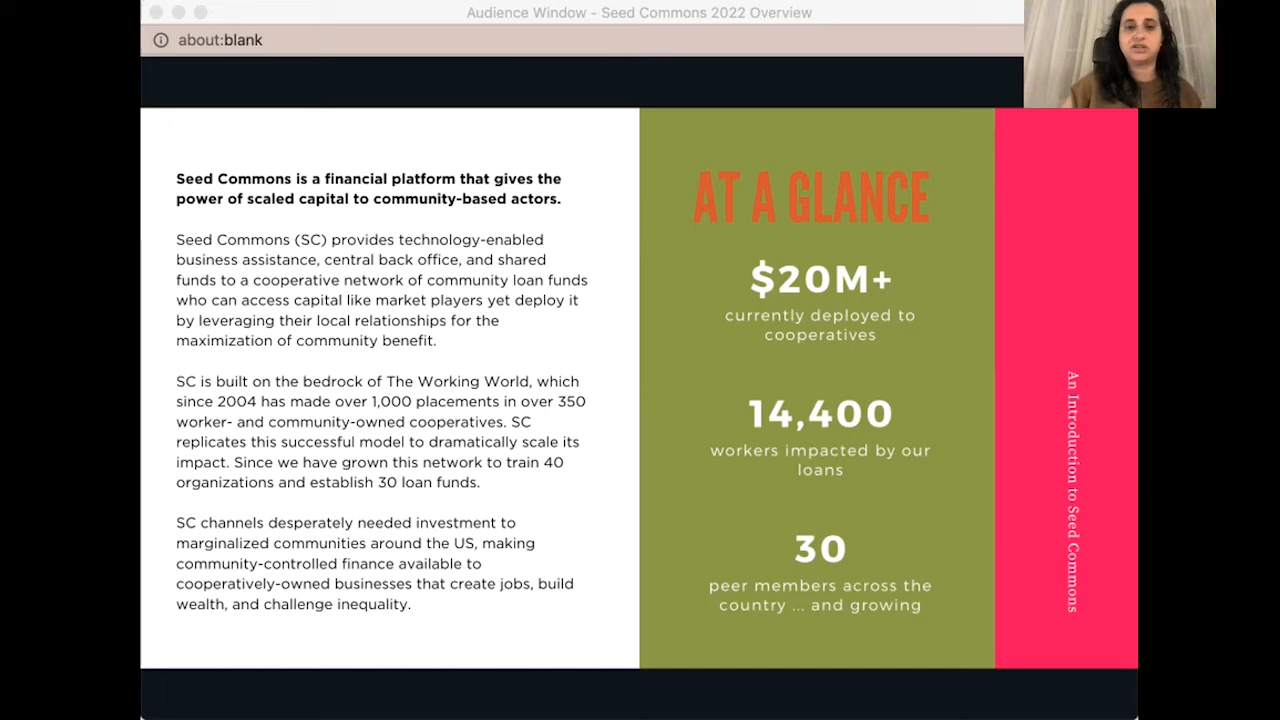 Audience Window - Seed Commons 2022 Overview
about:blank
Seed Commons is a financial platform that gives the
power of scaled capital to community-based actors.
Seed Commons (SC) provides technology-enabled
business assistance, central back office, and shared
funds to a cooperative network of community loan funds
who can access capital like market players yet deploy it
by leveraging their local relationships for the
maximization of community benefit.
SC is built on the bedrock of The Working World, which
since 2004 has made over 1,000 placements in over 350
worker- and community-owned cooperatives. SC
replicates this successful model to dramatically scale its
impact. Since we have grown this network to train 40
organizations and establish 30 loan funds.
SC channels desperately needed investment to
marginalized communities around the US, making
community-controlled finance available to
cooperatively-owned businesses that create jobs, build
wealth, and challenge inequality.
AT A GLANCE
$20M+
currently deployed to
cooperatives
14,400
workers impacted by our
loans
30
peer members across the
country ... and growing
An Introduction to Seed Commons